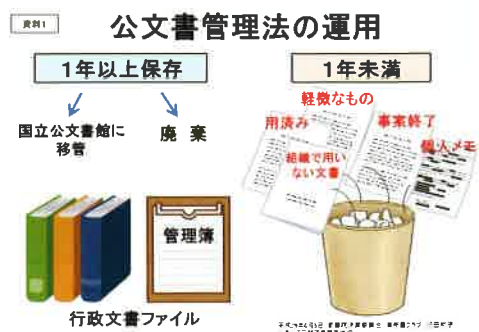 資料1
公文書管理法の運用
1年以上保存
国立公文書館に
移管
廃棄
管理簿
行政文書ファイル
1年未満
軽微なもの
用済み
事案終了
個人メモ
組織で用い
ない文書